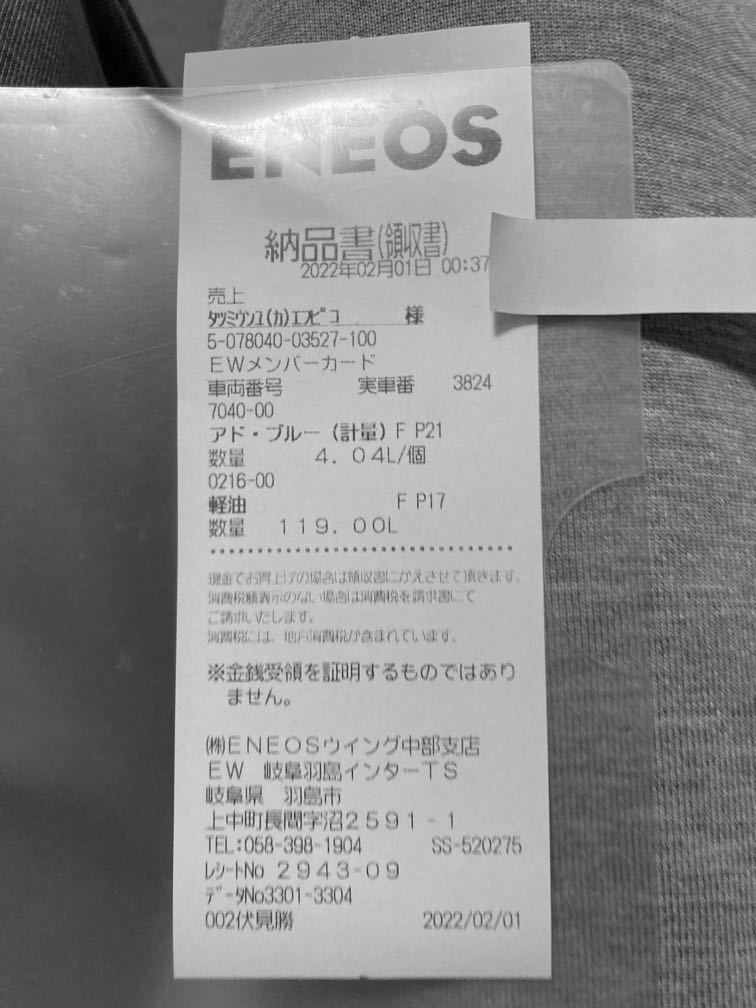 ENEOS
納品書(領収書)
2022年02月01日 00:37
売上
タツミウンユ(カ)エフピコ 様
5-078040-03527-100
EWメンバーカード
車両番号 実車番 3824
7040-00
アド・ブルー(計量)F P21
数量 4.04L/個
0216-00
軽油 F P17
数量 119.00L
現金でお買上げの場合は領収書にかえさせて頂きます。
消費税額表示のない場合は消費税を請求書にて
ご請求いたします。
消費税には、地方消費税が含まれています。
※金銭受領を証明するものではあり
ません。
㈱ENEOSウイング中部支店
EW 岐阜羽島インターTS
岐阜県 羽島市
上中町長間字沼2591-1
TEL:058-398-1904 SS-520275
レシートNo 2943-09
データNo3301-3304
002伏見勝 2022/02/01